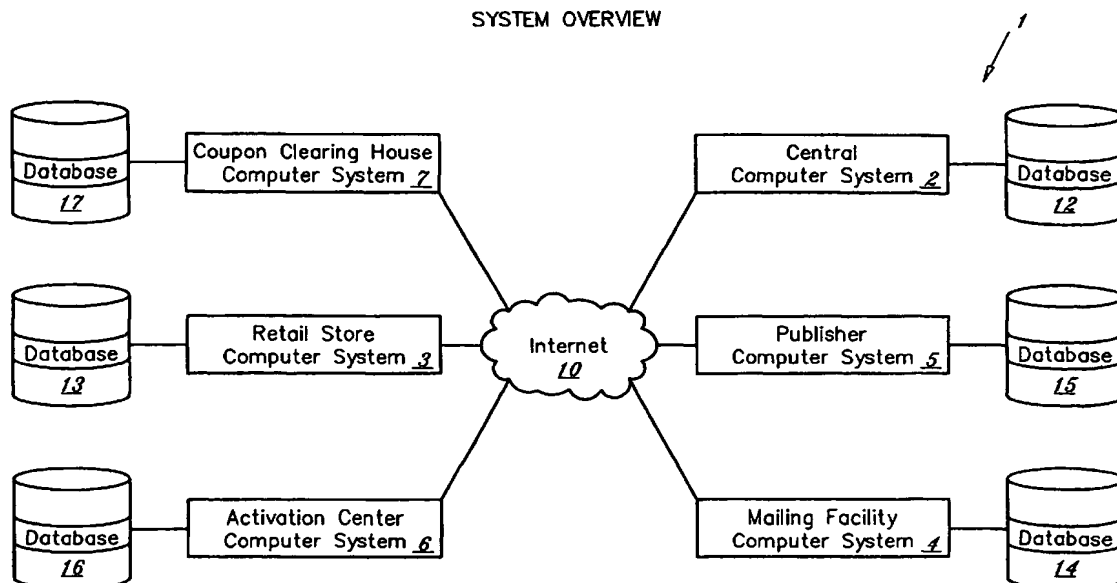 SYSTEM OVERVIEW
1
Database
17
Coupon Clearing House
Computer System 7
Central
Computer System 2
Database
12
Database
13
Retail Store
Computer System 3
Internet
10
Publisher
Computer System 5
Database
15
Database
16
Activation Center
Computer System 6
Mailing Facility
Computer System 4
Database
14